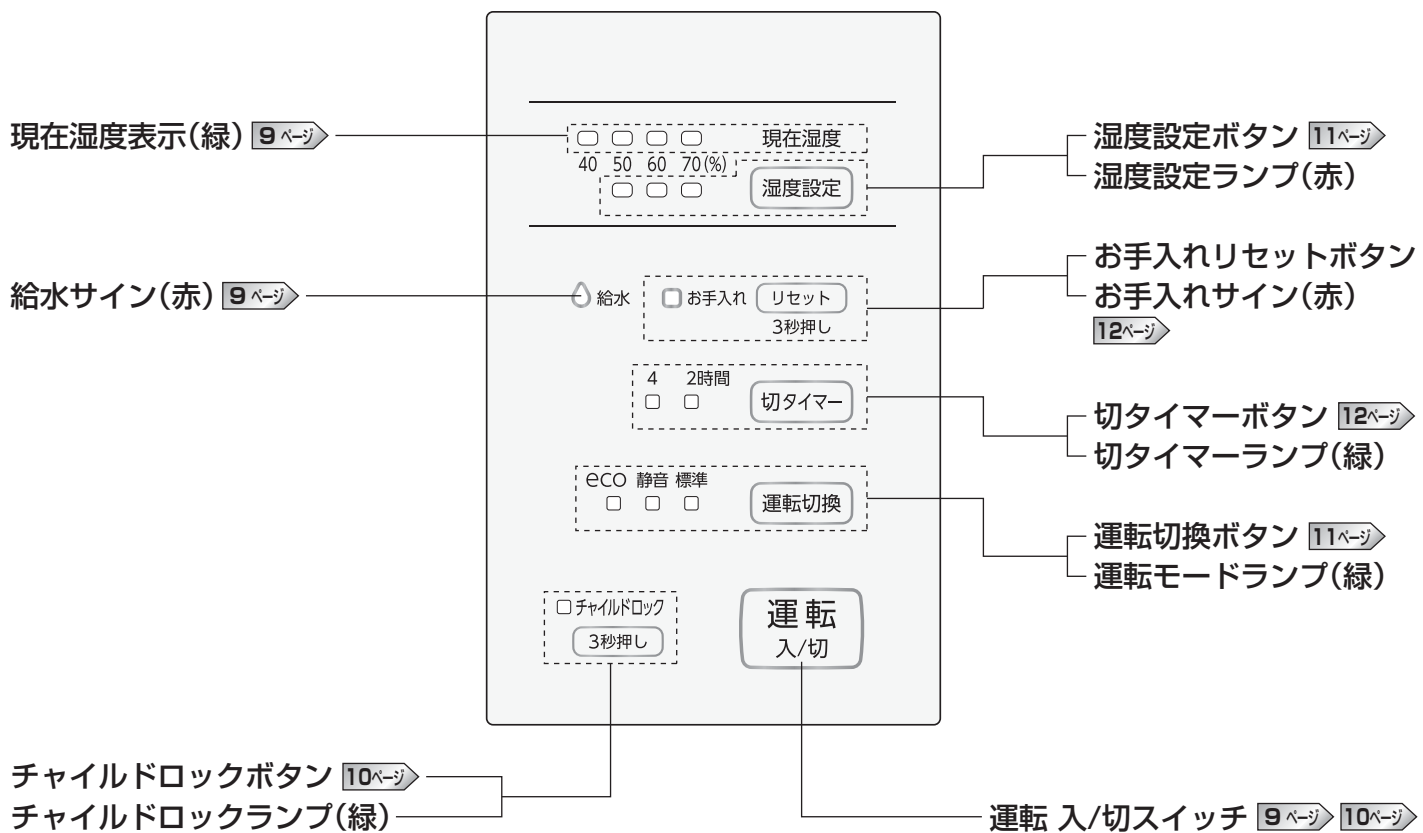 現在湿度表示(緑) 9ページ
現在湿度
40 50 60 70(%)
湿度設定
湿度設定ボタン 11ページ
湿度設定ランプ(赤)
給水サイン(赤) 9ページ
給水
お手入れ リセット
3秒押し
お手入れリセットボタン
お手入れサイン(赤)
12ページ
4 2時間
切タイマー
切タイマーボタン 12ページ
切タイマーランプ(緑)
eco 静音 標準
運転切換
運転切換ボタン 11ページ
運転モードランプ(緑)
チャイルドロック
3秒押し
運転
入/切
チャイルドロックボタン 10ページ
チャイルドロックランプ(緑)
運転 入/切スイッチ 9ページ 10ページ